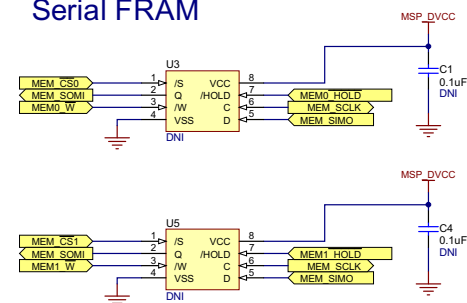 Serial FRAM
MSP_DVCC
U3
MEM_CS0 1 /S VCC 8
MEM_SOMI 2 Q /HOLD 7 MEM0_HOLD
MEM0_W 3 /W C 6 MEM_SCLK
4 VSS D 5 MEM_SIMO
DNI
C1
0.1uF
DNI
MSP_DVCC
U5
MEM_CS1 1 /S VCC 8
MEM_SOMI 2 Q /HOLD 7 MEM1_HOLD
MEM1_W 3 /W C 6 MEM_SCLK
4 VSS D 5 MEM_SIMO
DNI
C4
0.1uF
DNI